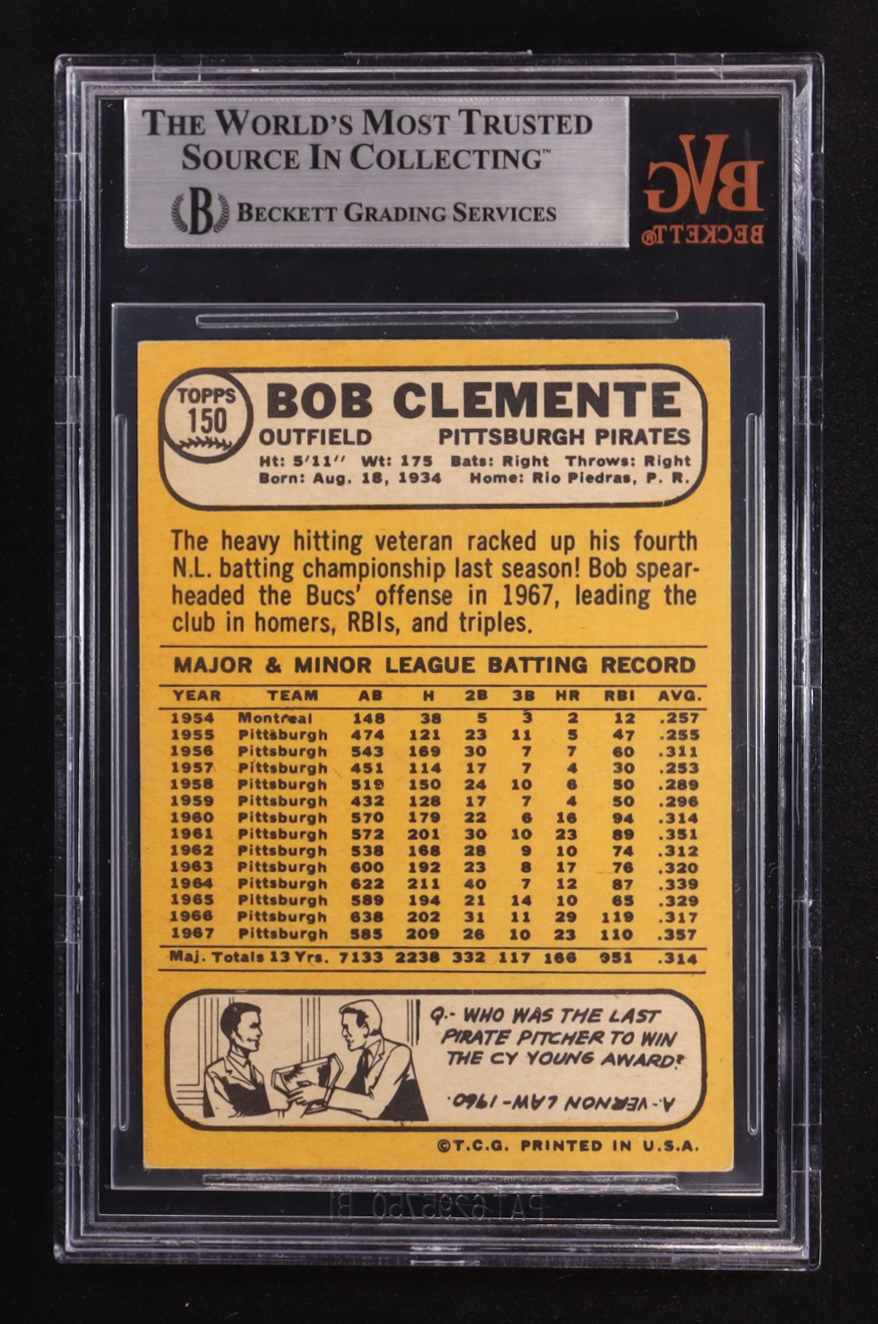 THE WORLD'S MOST TRUSTED
SOURCE IN COLLECTING™
B BECKETT GRADING SERVICES
BVG
BECKETT®
TOPPS
150
BOB CLEMENTE
OUTFIELD PITTSBURGH PIRATES
Ht: 5'11" Wt: 175 Bats: Right Throws: Right
Born: Aug. 18, 1934 Home: Rio Piedras, P. R.
The heavy hitting veteran racked up his fourth
N.L. batting championship last season! Bob spear-
headed the Bucs' offense in 1967, leading the
club in homers, RBIs, and triples.
MAJOR & MINOR LEAGUE BATTING RECORD
YEAR TEAM AB H 2B 3B HR RBI AVG.
1954 Montreal 148 38 5 3 2 12 .257
1955 Pittsburgh 474 121 23 11 5 47 .255
1956 Pittsburgh 543 169 30 7 7 60 .311
1957 Pittsburgh 451 114 17 7 4 30 .253
1958 Pittsburgh 519 150 24 10 6 50 .289
1959 Pittsburgh 432 128 17 7 4 50 .296
1960 Pittsburgh 570 179 22 6 16 94 .314
1961 Pittsburgh 572 201 30 10 23 89 .351
1962 Pittsburgh 538 168 28 9 10 74 .312
1963 Pittsburgh 600 192 23 8 17 76 .320
1964 Pittsburgh 622 211 40 7 12 87 .339
1965 Pittsburgh 589 194 21 14 10 65 .329
1966 Pittsburgh 638 202 31 11 29 119 .317
1967 Pittsburgh 585 209 26 10 23 110 .357
Maj. Totals 13 Yrs. 7133 2238 332 117 166 951 .314
Q.- WHO WAS THE LAST
PIRATE PITCHER TO WIN
THE CY YOUNG AWARD?
A- VERNON LAW - 1960.
©T.C.G. PRINTED IN U.S.A.
PAT.6295750 B1